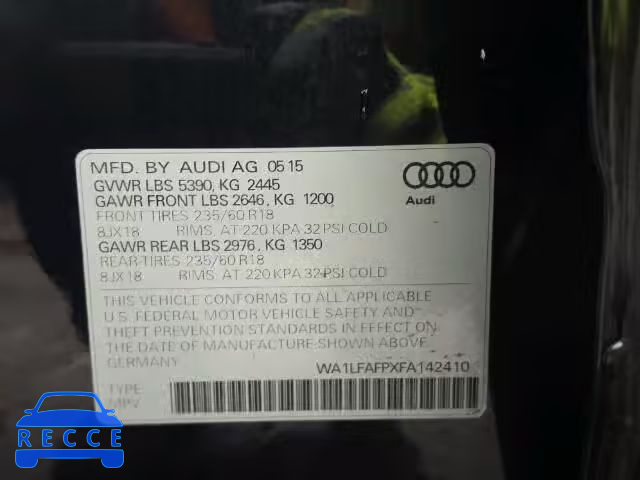 MFD. BY AUDI AG 05 15
GVWR LBS 5390, KG 2445
GAWR FRONT LBS 2646, KG 1200
FRONT TIRES 235/60 R18
8JX18 RIMS, AT 220 KPA 32 PSI COLD
GAWR REAR LBS 2976, KG 1350
REAR-TIRES 235/60 R18
8JX18 RIMS, AT 220 KPA 32 PSI COLD
Audi
THIS VEHICLE CONFORMS TO ALL APPLICABLE
U.S. FEDERAL MOTOR VEHICLE SAFETY AND
THEFT PREVENTION STANDARDS IN EFFECT ON
THE DATE OF MANUFACTURE SHOWN ABOVE.
GERMANY
WA1LFAFPXFA142410
TYPE:
MPV
RECCE